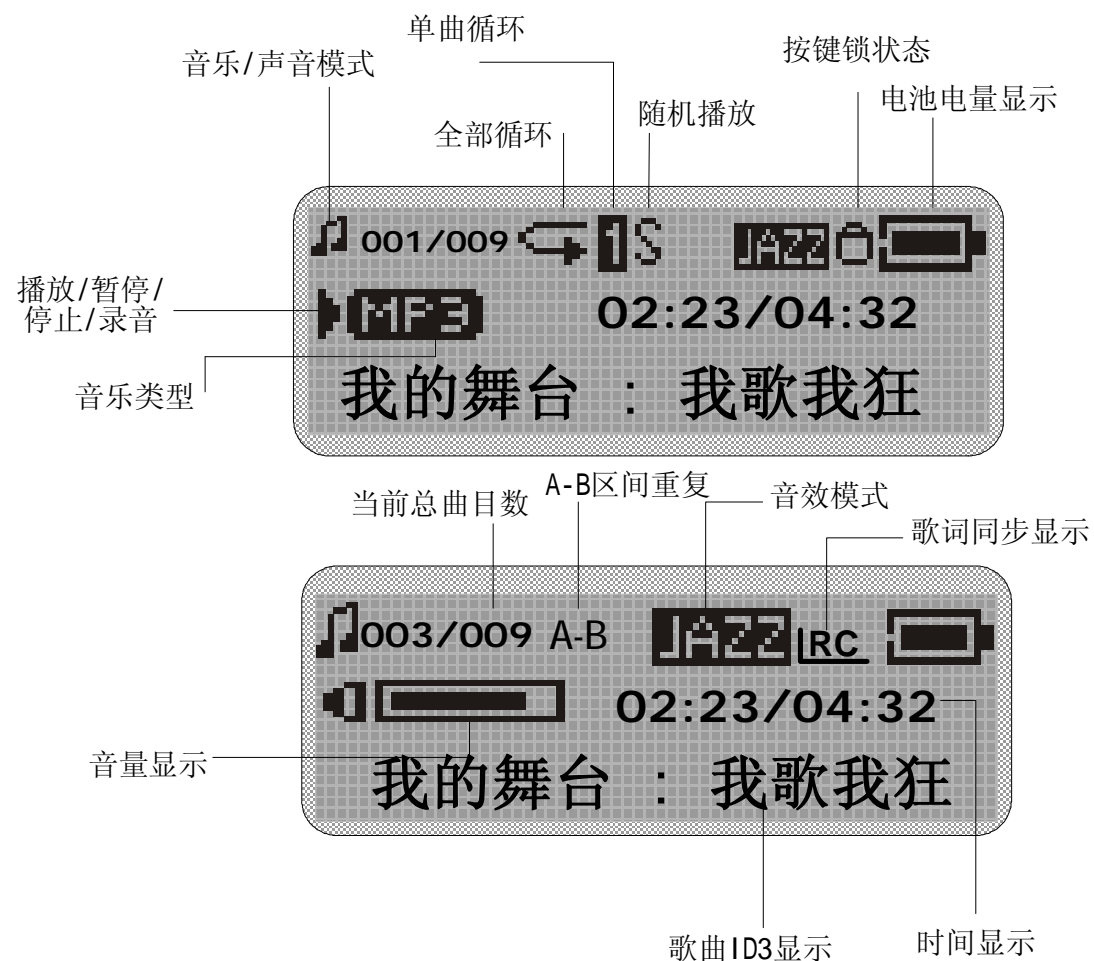 单曲循环
音乐/声音模式
按键锁状态
电池电量显示
随机播放
全部循环
001/009 1 S JAZZ
播放/暂停/
停止/录音
MP3 02:23/04:32
音乐类型
我的舞台 : 我歌我狂
A-B区间重复
当前总曲目数
音效模式
歌词同步显示
003/009 A-B JAZZ LRC
02:23/04:32
音量显示
我的舞台 : 我歌我狂
歌曲ID3显示
时间显示